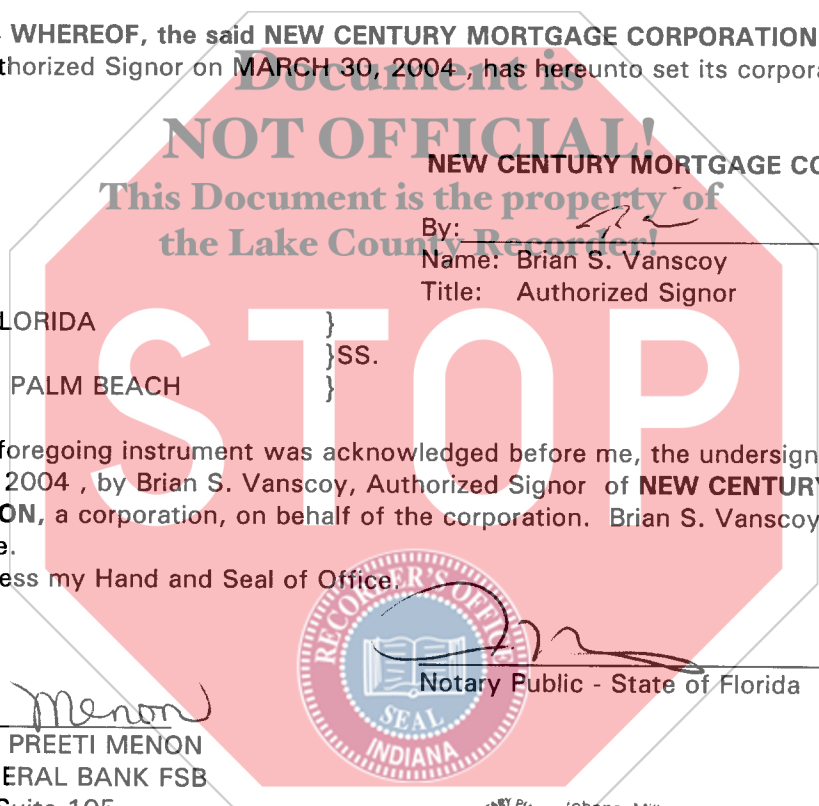 WHEREOF, the said NEW CENTURY MORTGAGE CORPORATION
thorized Signor on MARCH 30, 2004 , has hereunto set its corpora
Document is
NOT OFFICIAL!
This Document is the property of
the Lake County Recorder!
NEW CENTURY MORTGAGE CO
By:
Name: Brian S. Vanscoy
Title: Authorized Signor
LORIDA }
}SS.
PALM BEACH }
STOP
foregoing instrument was acknowledged before me, the undersign
2004 , by Brian S. Vanscoy, Authorized Signor of NEW CENTURY
ON, a corporation, on behalf of the corporation. Brian S. Vanscoy
e.
ess my Hand and Seal of Office.
RECORDER'S OFFICE
SEAL
INDIANA
Notary Public - State of Florida
Menon
PREETI MENON
ERAL BANK FSB
Suite 105